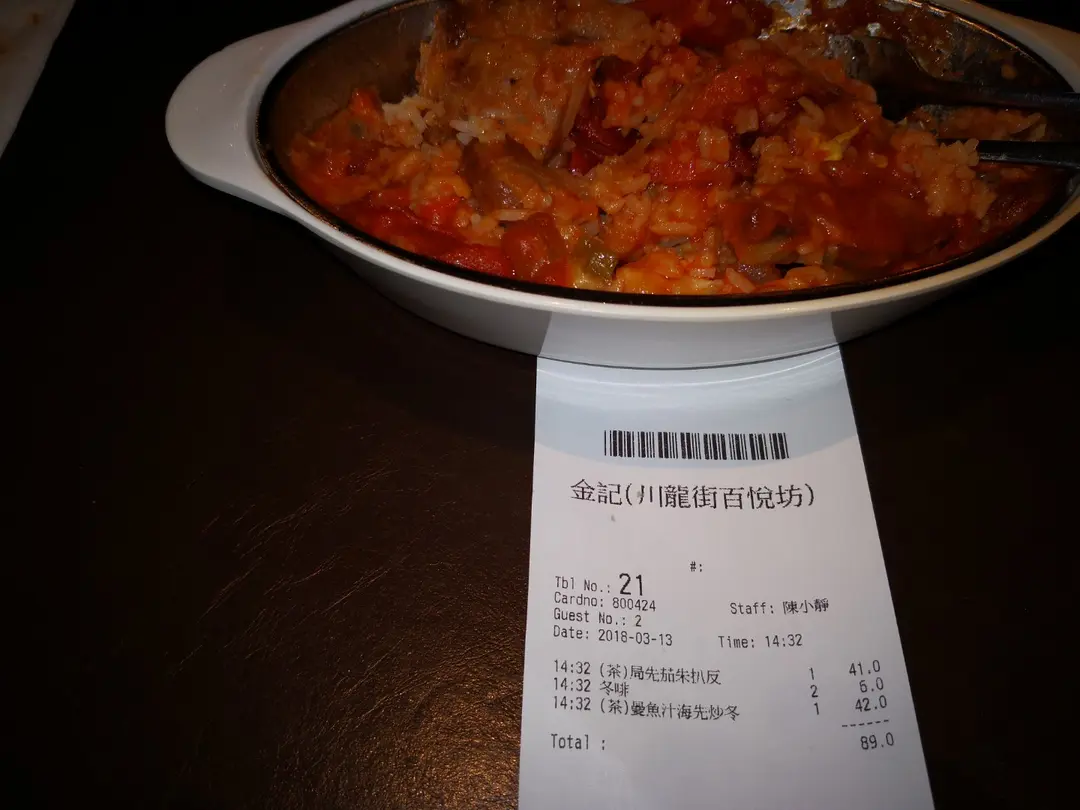 金記(川龍街百悅坊)
#:
Tbl No.: 21
Cardno: 800424 Staff: 陳小靜
Guest No.: 2
Date: 2018-03-13 Time: 14:32
14:32 (茶)局先茄朱扒反 1 41.0
14:32 冬啡 2 6.0
14:32 (茶)曼魚汁海先炒冬 1 42.0
------
Total : 89.0